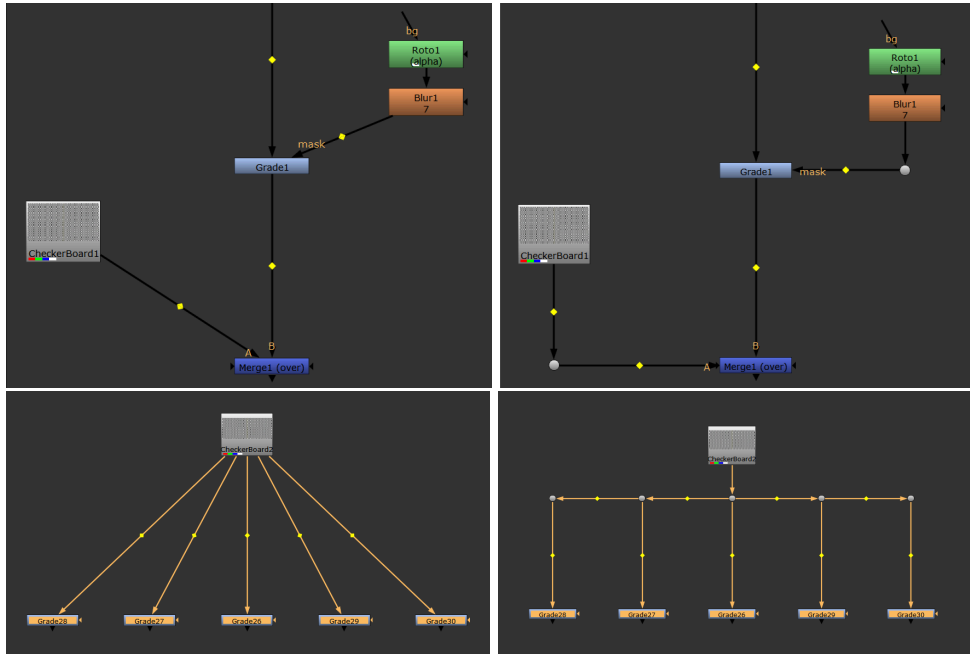 bg
Roto1
(alpha)
Blur1
7
mask
Grade1
CheckerBoard1
A
B
Merge1 (over)
bg
Roto1
(alpha)
Blur1
7
mask
Grade1
CheckerBoard1
B
A
Merge1 (over)
CheckerBoard2
Grade28
Grade27
Grade26
Grade29
Grade30
CheckerBoard2
Grade28
Grade27
Grade26
Grade29
Grade30